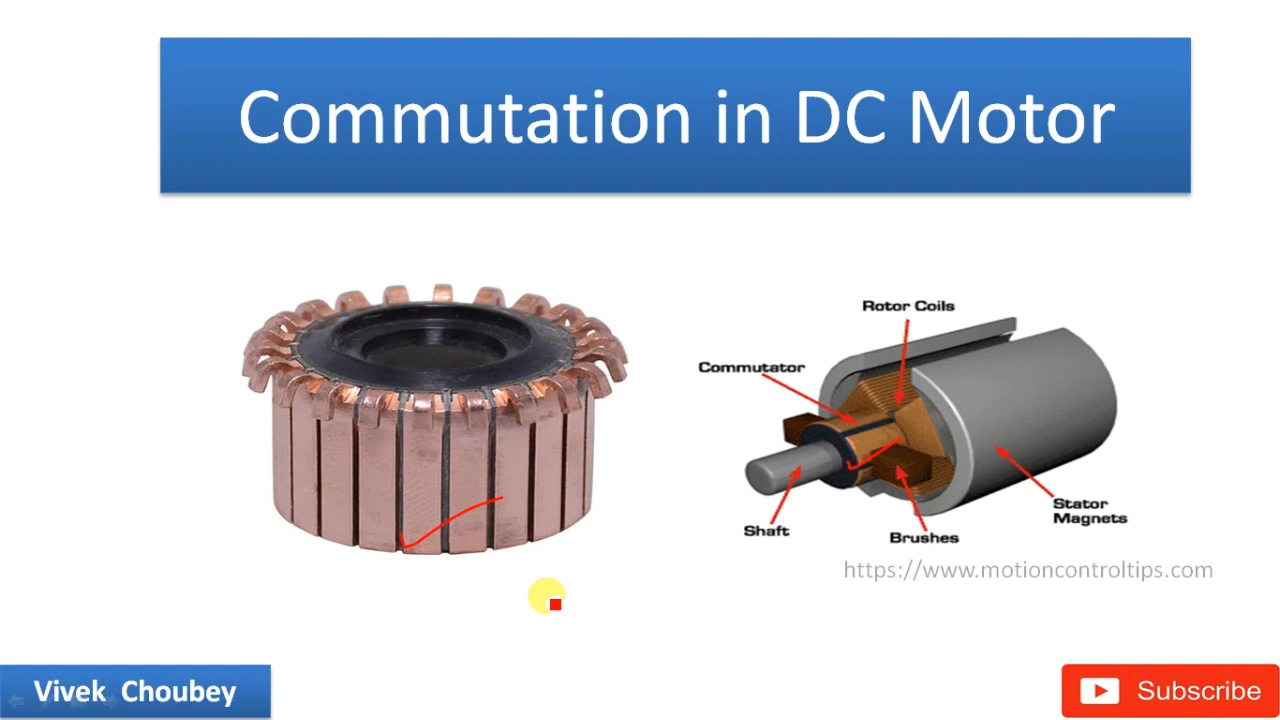 Commutation in DC Motor
Rotor Coils
Commutator
Stator
Magnets
Shaft
Brushes
https://www.motioncontroltips.com
Vivek Choubey
Subscribe